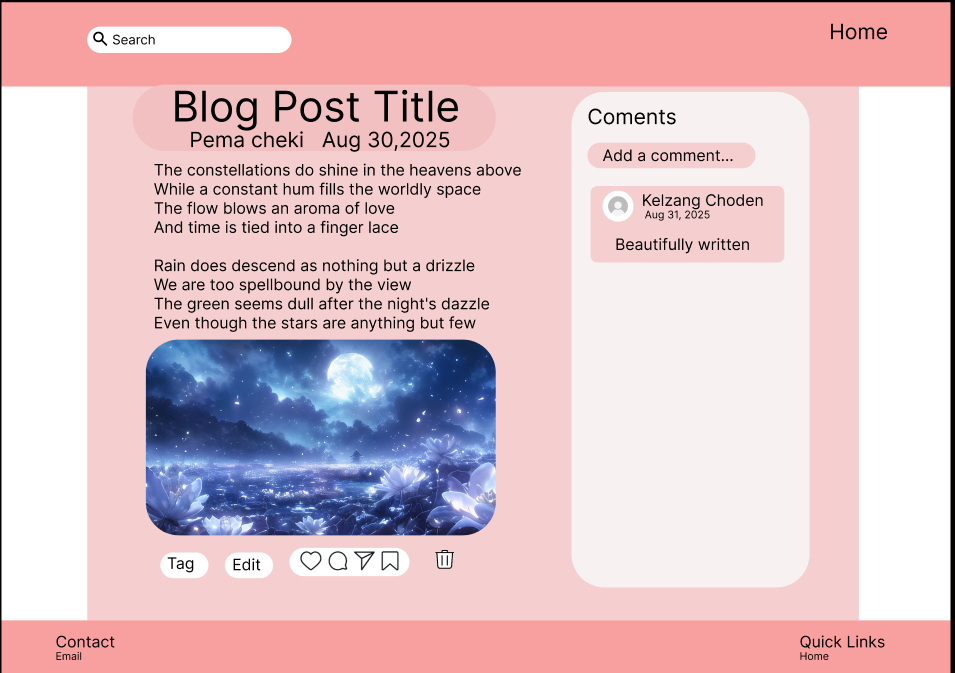 Search
Home
Blog Post Title
Pema cheki Aug 30,2025
The constellations do shine in the heavens above
While a constant hum fills the worldly space
The flow blows an aroma of love
And time is tied into a finger lace
Rain does descend as nothing but a drizzle
We are too spellbound by the view
The green seems dull after the night's dazzle
Even though the stars are anything but few
Tag
Edit
Coments
Add a comment...
Kelzang Choden
Aug 31, 2025
Beautifully written
Contact
Email
Quick Links
Home